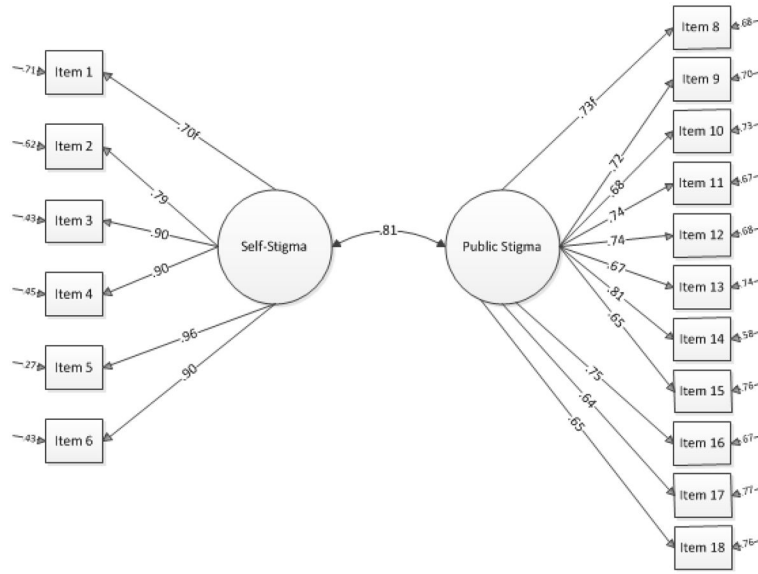 .71
Item 1
.62
Item 2
.43
Item 3
.45
Item 4
.27
Item 5
.43
Item 6
.70f
.79
.90
.90
.96
.90
Self-Stigma
.81
Public Stigma
.73f
.72
.68
.74
.74
.67
.81
.65
.75
.64
.65
Item 8
.68
Item 9
.70
Item 10
.73
Item 11
.67
Item 12
.68
Item 13
.74
Item 14
.58
Item 15
.76
Item 16
.67
Item 17
.77
Item 18
.76